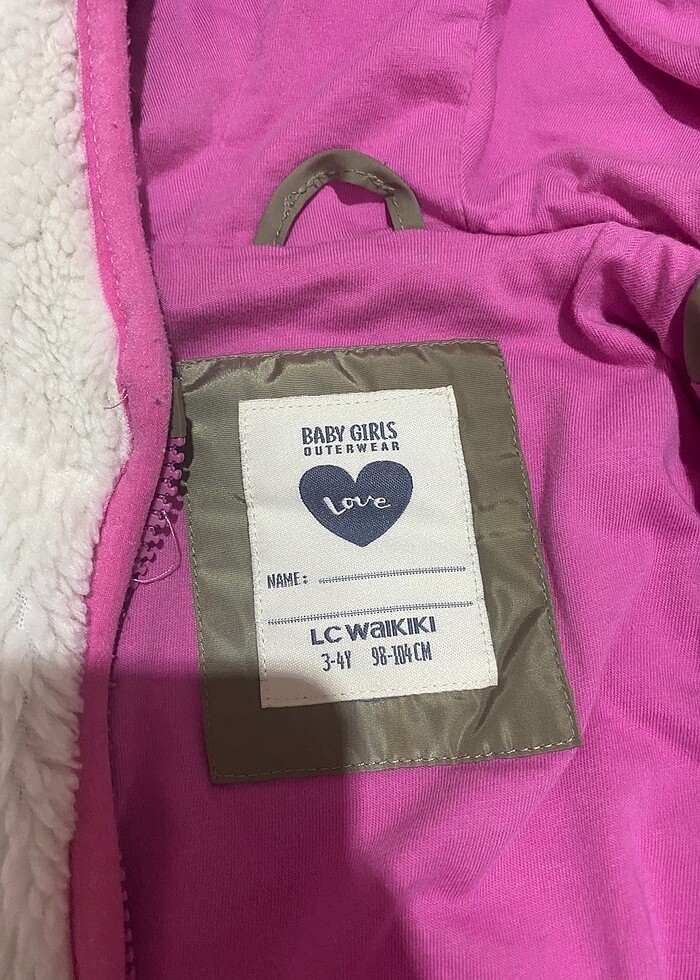 BABY GIRLS
OUTERWEAR
Love
NAME:
LC WAIKIKI
3-4Y 98-104CM